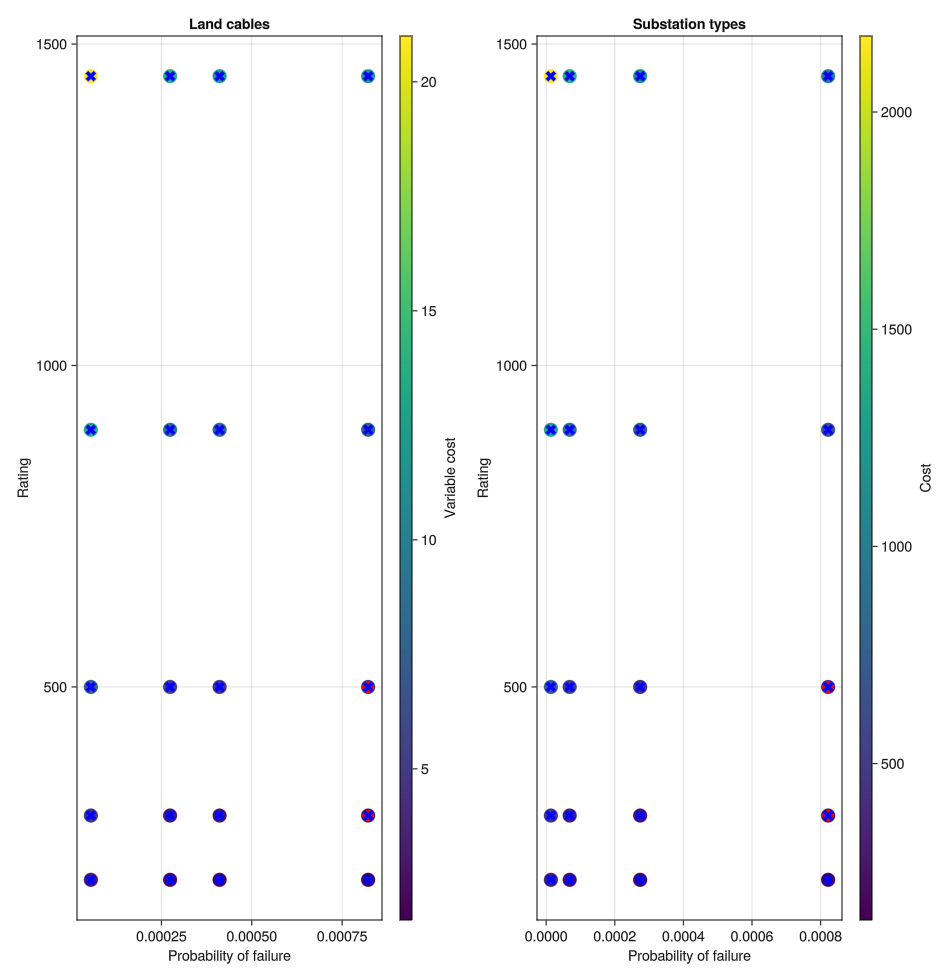 Land cables
1500
1000
500
Rating
0.00025 0.00050 0.00075
Probability of failure
20
15
10
5
Variable cost
Substation types
1500
1000
500
Rating
0.0000 0.0002 0.0004 0.0006 0.0008
Probability of failure
2000
1500
1000
500
Cost